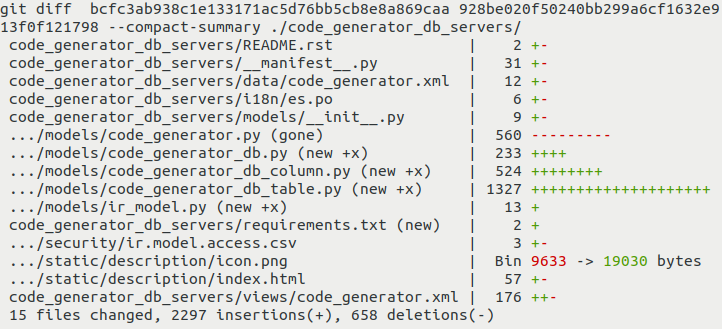 git diff  bcfc3ab938c1e133171ac5d76bb5cb8e8a869caa 928be020f50240bb299a6cf1632e9
13f0f121798 --compact-summary ./code_generator_db_servers/
code_generator_db_servers/README.rst | 2 +-
code_generator_db_servers/__manifest__.py | 31 +-
code_generator_db_servers/data/code_generator.xml | 12 +-
code_generator_db_servers/i18n/es.po | 6 +-
code_generator_db_servers/models/__init__.py | 9 +-
.../models/code_generator.py (gone) | 560 ---------
.../models/code_generator_db.py (new +x) | 233 ++++
.../models/code_generator_db_column.py (new +x) | 524 ++++++++
.../models/code_generator_db_table.py (new +x) | 1327 ++++++++++++++++++++
.../models/ir_model.py (new +x) | 13 +
code_generator_db_servers/requirements.txt (new) | 2 +
.../security/ir.model.access.csv | 3 +-
.../static/description/icon.png | Bin 9633 -> 19030 bytes
.../static/description/index.html | 57 +-
code_generator_db_servers/views/code_generator.xml | 176 ++-
15 files changed, 2297 insertions(+), 658 deletions(-)